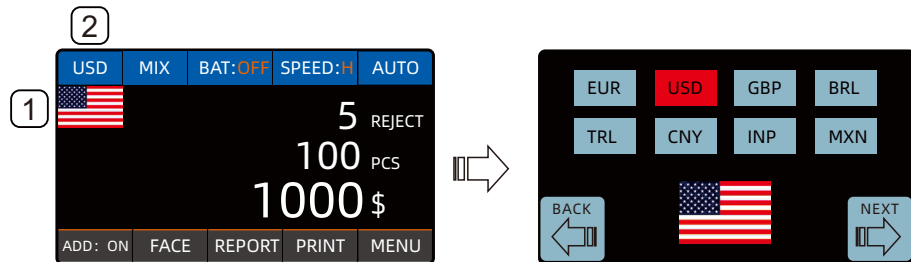 2
USD MIX BAT:OFF SPEED:H AUTO
1
5 REJECT
100 PCS
1000 $
ADD: ON FACE REPORT PRINT MENU
EUR USD GBP BRL
TRL CNY INP MXN
BACK NEXT